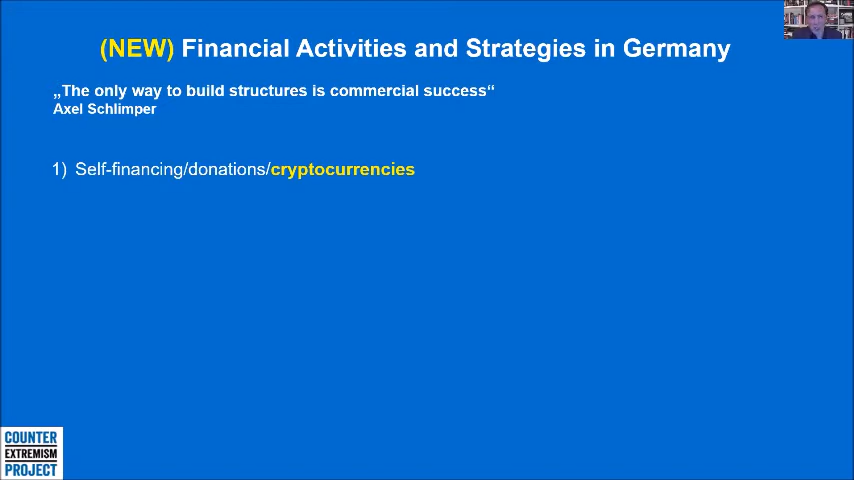 (NEW) Financial Activities and Strategies in Germany
„The only way to build structures is commercial success“
Axel Schlimper
1) Self-financing/donations/cryptocurrencies
COUNTER
EXTREMISM
PROJECT